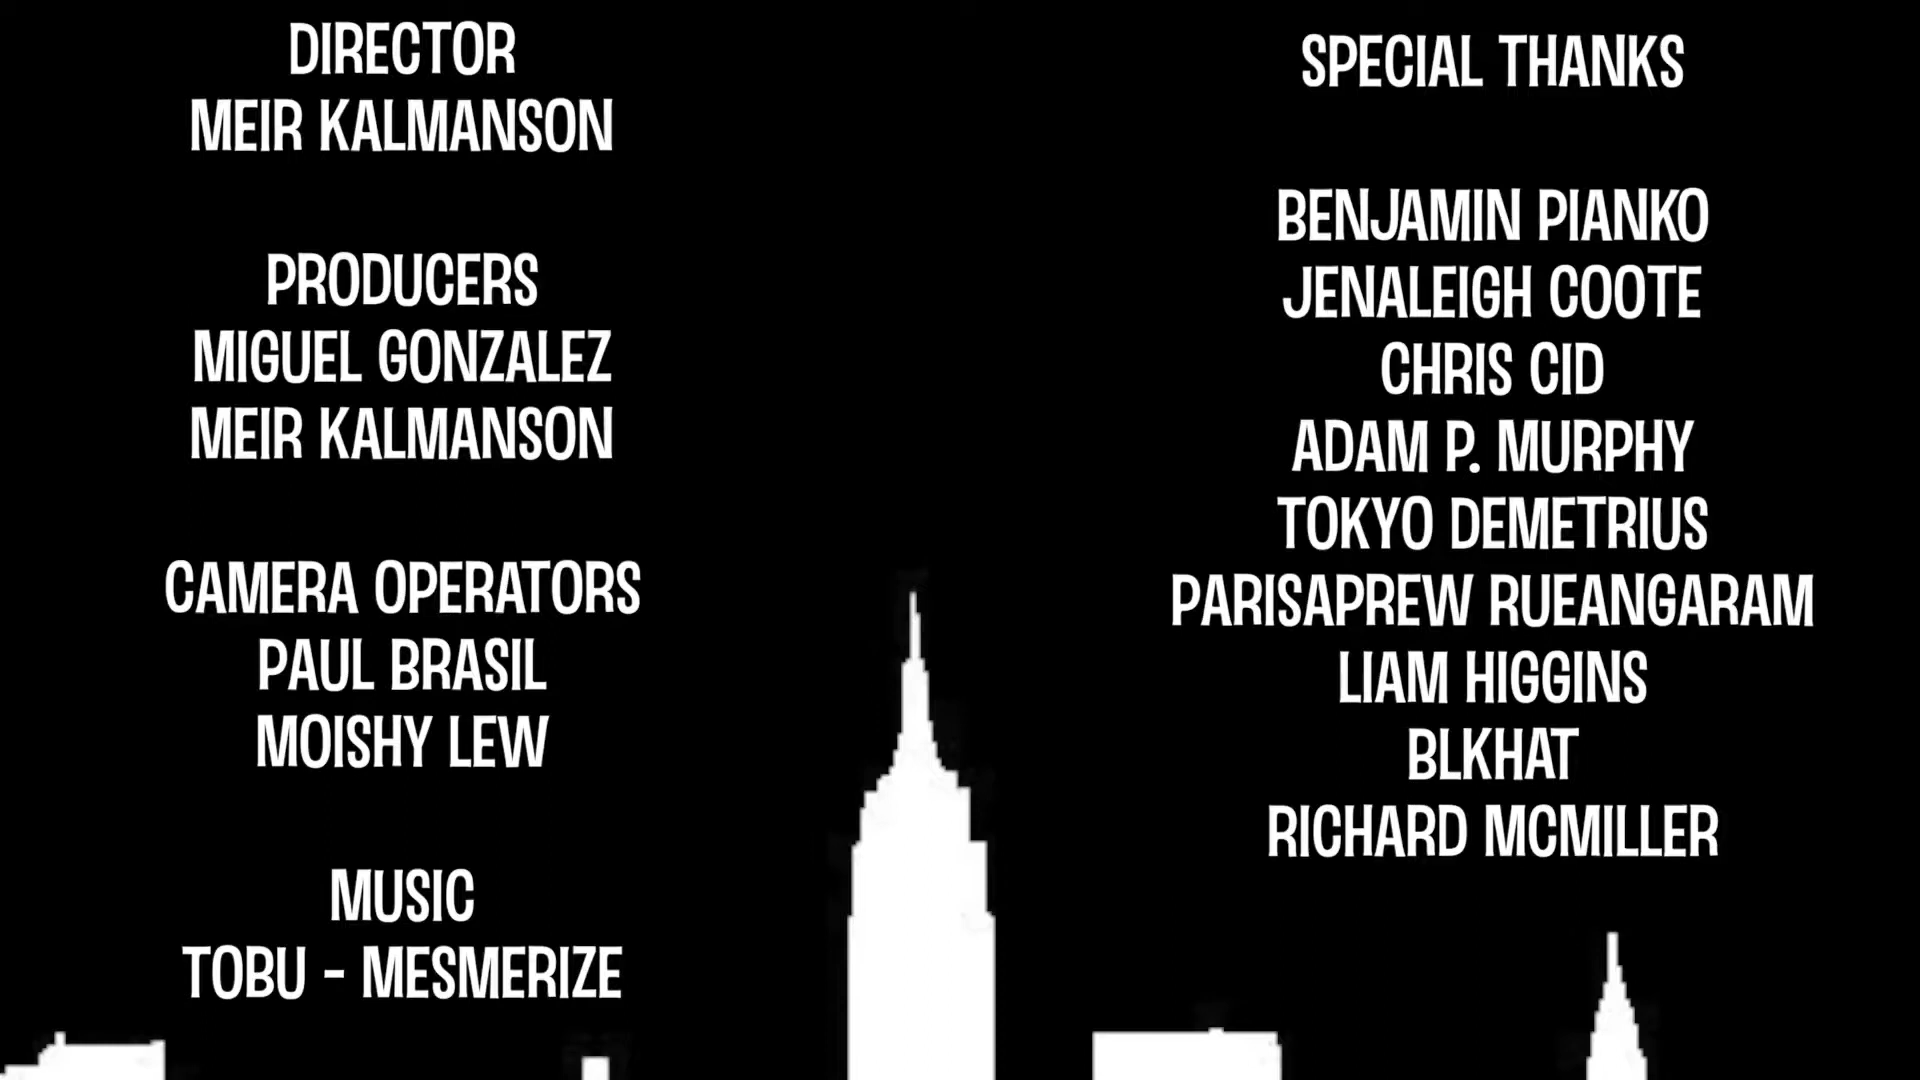 DIRECTOR
MEIR KALMANSON
PRODUCERS
MIGUEL GONZALEZ
MEIR KALMANSON
CAMERA OPERATORS
PAUL BRASIL
MOISHY LEW
MUSIC
TOBU - MESMERIZE
SPECIAL THANKS
BENJAMIN PIANKO
JENALEIGH COOTE
CHRIS CID
ADAM P. MURPHY
TOKYO DEMETRIUS
PARISAPREW RUEANGARAM
LIAM HIGGINS
BLKHAT
RICHARD MCMILLER